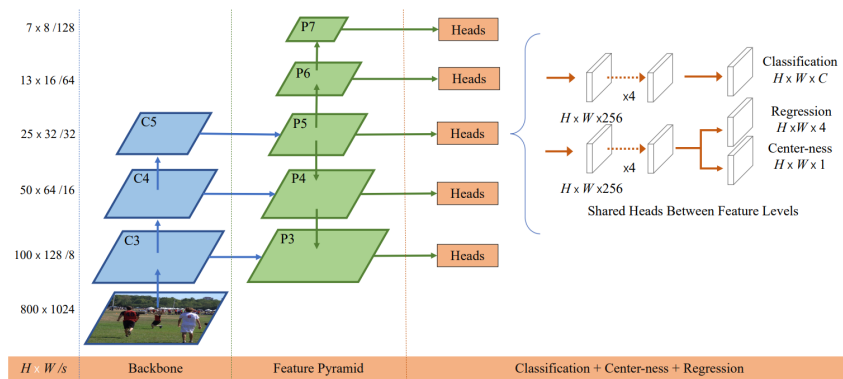 7 x 8 /128
13 x 16 /64
25 x 32 /32
50 x 64 /16
100 x 128 /8
800 x 1024
H x W /s
C5
C4
C3
Backbone
P7
P6
P5
P4
P3
Feature Pyramid
Heads
Heads
Heads
Heads
Heads
x4
H x W x256
Classification
H x W x C
x4
H x W x256
Regression
H xW x 4
Center-ness
H x W x 1
Shared Heads Between Feature Levels
Classification + Center-ness + Regression